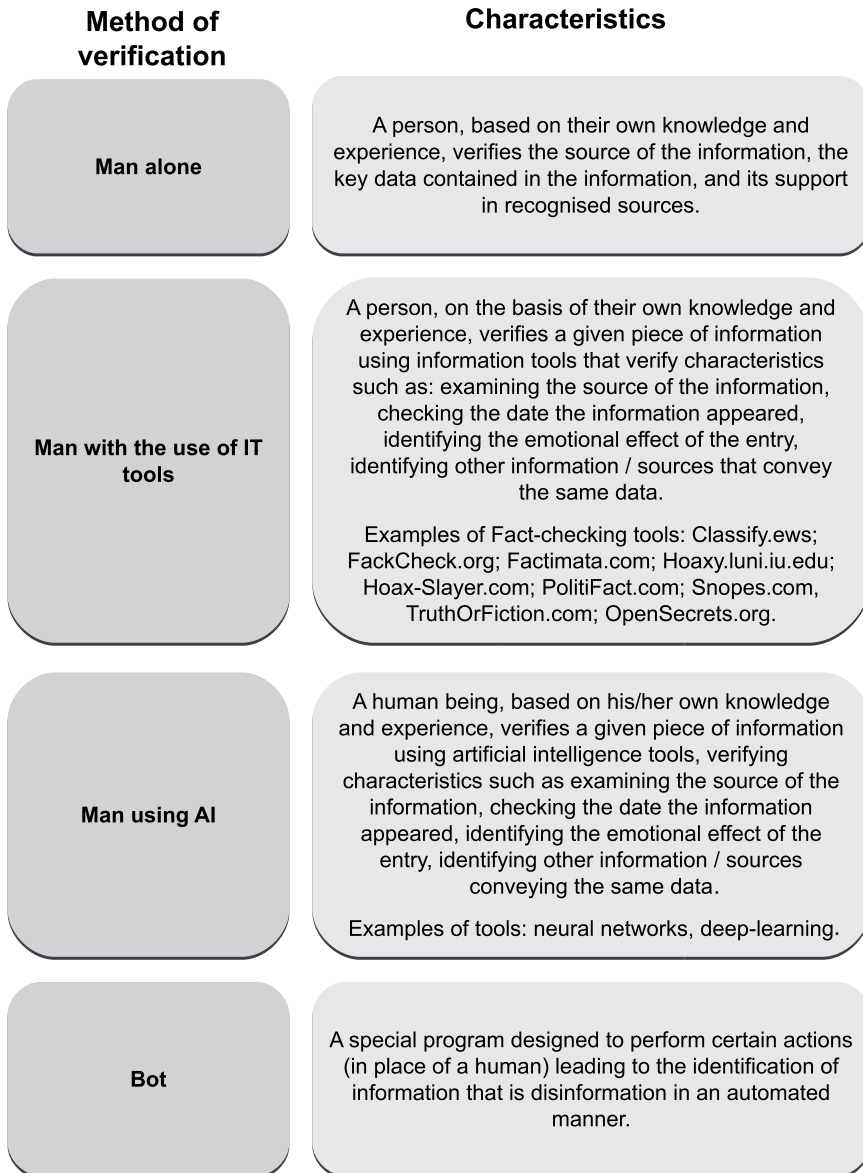 Method of
verification
Characteristics
Man alone
A person, based on their own knowledge and
experience, verifies the source of the information, the
key data contained in the information, and its support
in recognised sources.
Man with the use of IT
tools
A person, on the basis of their own knowledge and
experience, verifies a given piece of information
using information tools that verify characteristics
such as: examining the source of the information,
checking the date the information appeared,
identifying the emotional effect of the entry,
identifying other information / sources that convey
the same data.
Examples of Fact-checking tools: Classify.ews;
FackCheck.org; Factimata.com; Hoaxy.luni.iu.edu;
Hoax-Slayer.com; PolitiFact.com; Snopes.com,
TruthOrFiction.com; OpenSecrets.org.
Man using AI
A human being, based on his/her own knowledge
and experience, verifies a given piece of information
using artificial intelligence tools, verifying
characteristics such as examining the source of the
information, checking the date the information
appeared, identifying the emotional effect of the
entry, identifying other information / sources
conveying the same data.
Examples of tools: neural networks, deep-learning.
Bot
A special program designed to perform certain actions
(in place of a human) leading to the identification of
information that is disinformation in an automated
manner.